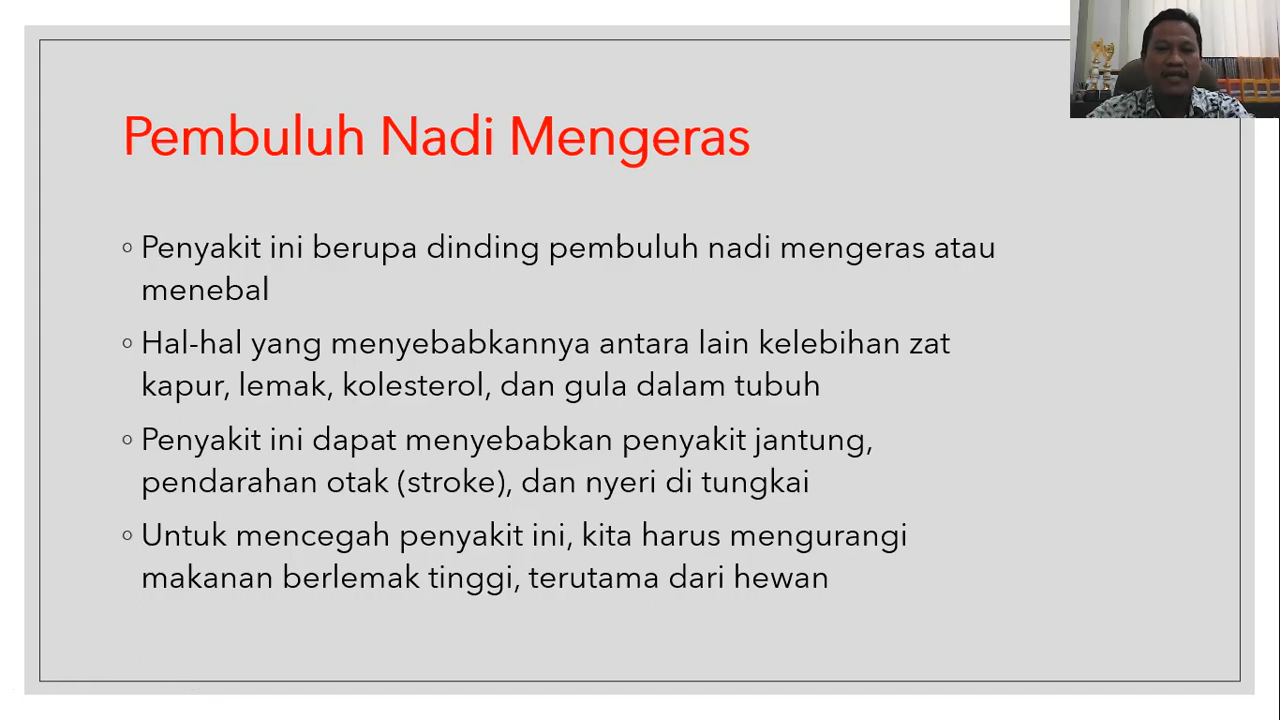 Pembuluh Nadi Mengeras
◦ Penyakit ini berupa dinding pembuluh nadi mengeras atau
menebal
◦ Hal-hal yang menyebabkannya antara lain kelebihan zat
kapur, lemak, kolesterol, dan gula dalam tubuh
◦ Penyakit ini dapat menyebabkan penyakit jantung,
pendarahan otak (stroke), dan nyeri di tungkai
◦ Untuk mencegah penyakit ini, kita harus mengurangi
makanan berlemak tinggi, terutama dari hewan